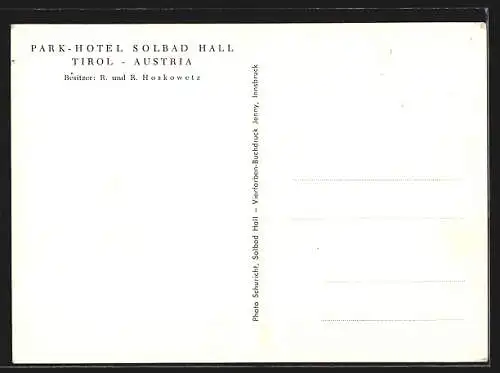 PARK-HOTEL SOLBAD HALL
TIROL - AUSTRIA
Besitzer: R. und R. Hoskowetz
Photo Schuricht, Solbad Hall – Vierfarben-Buchdruck Jenny, Innsbruck